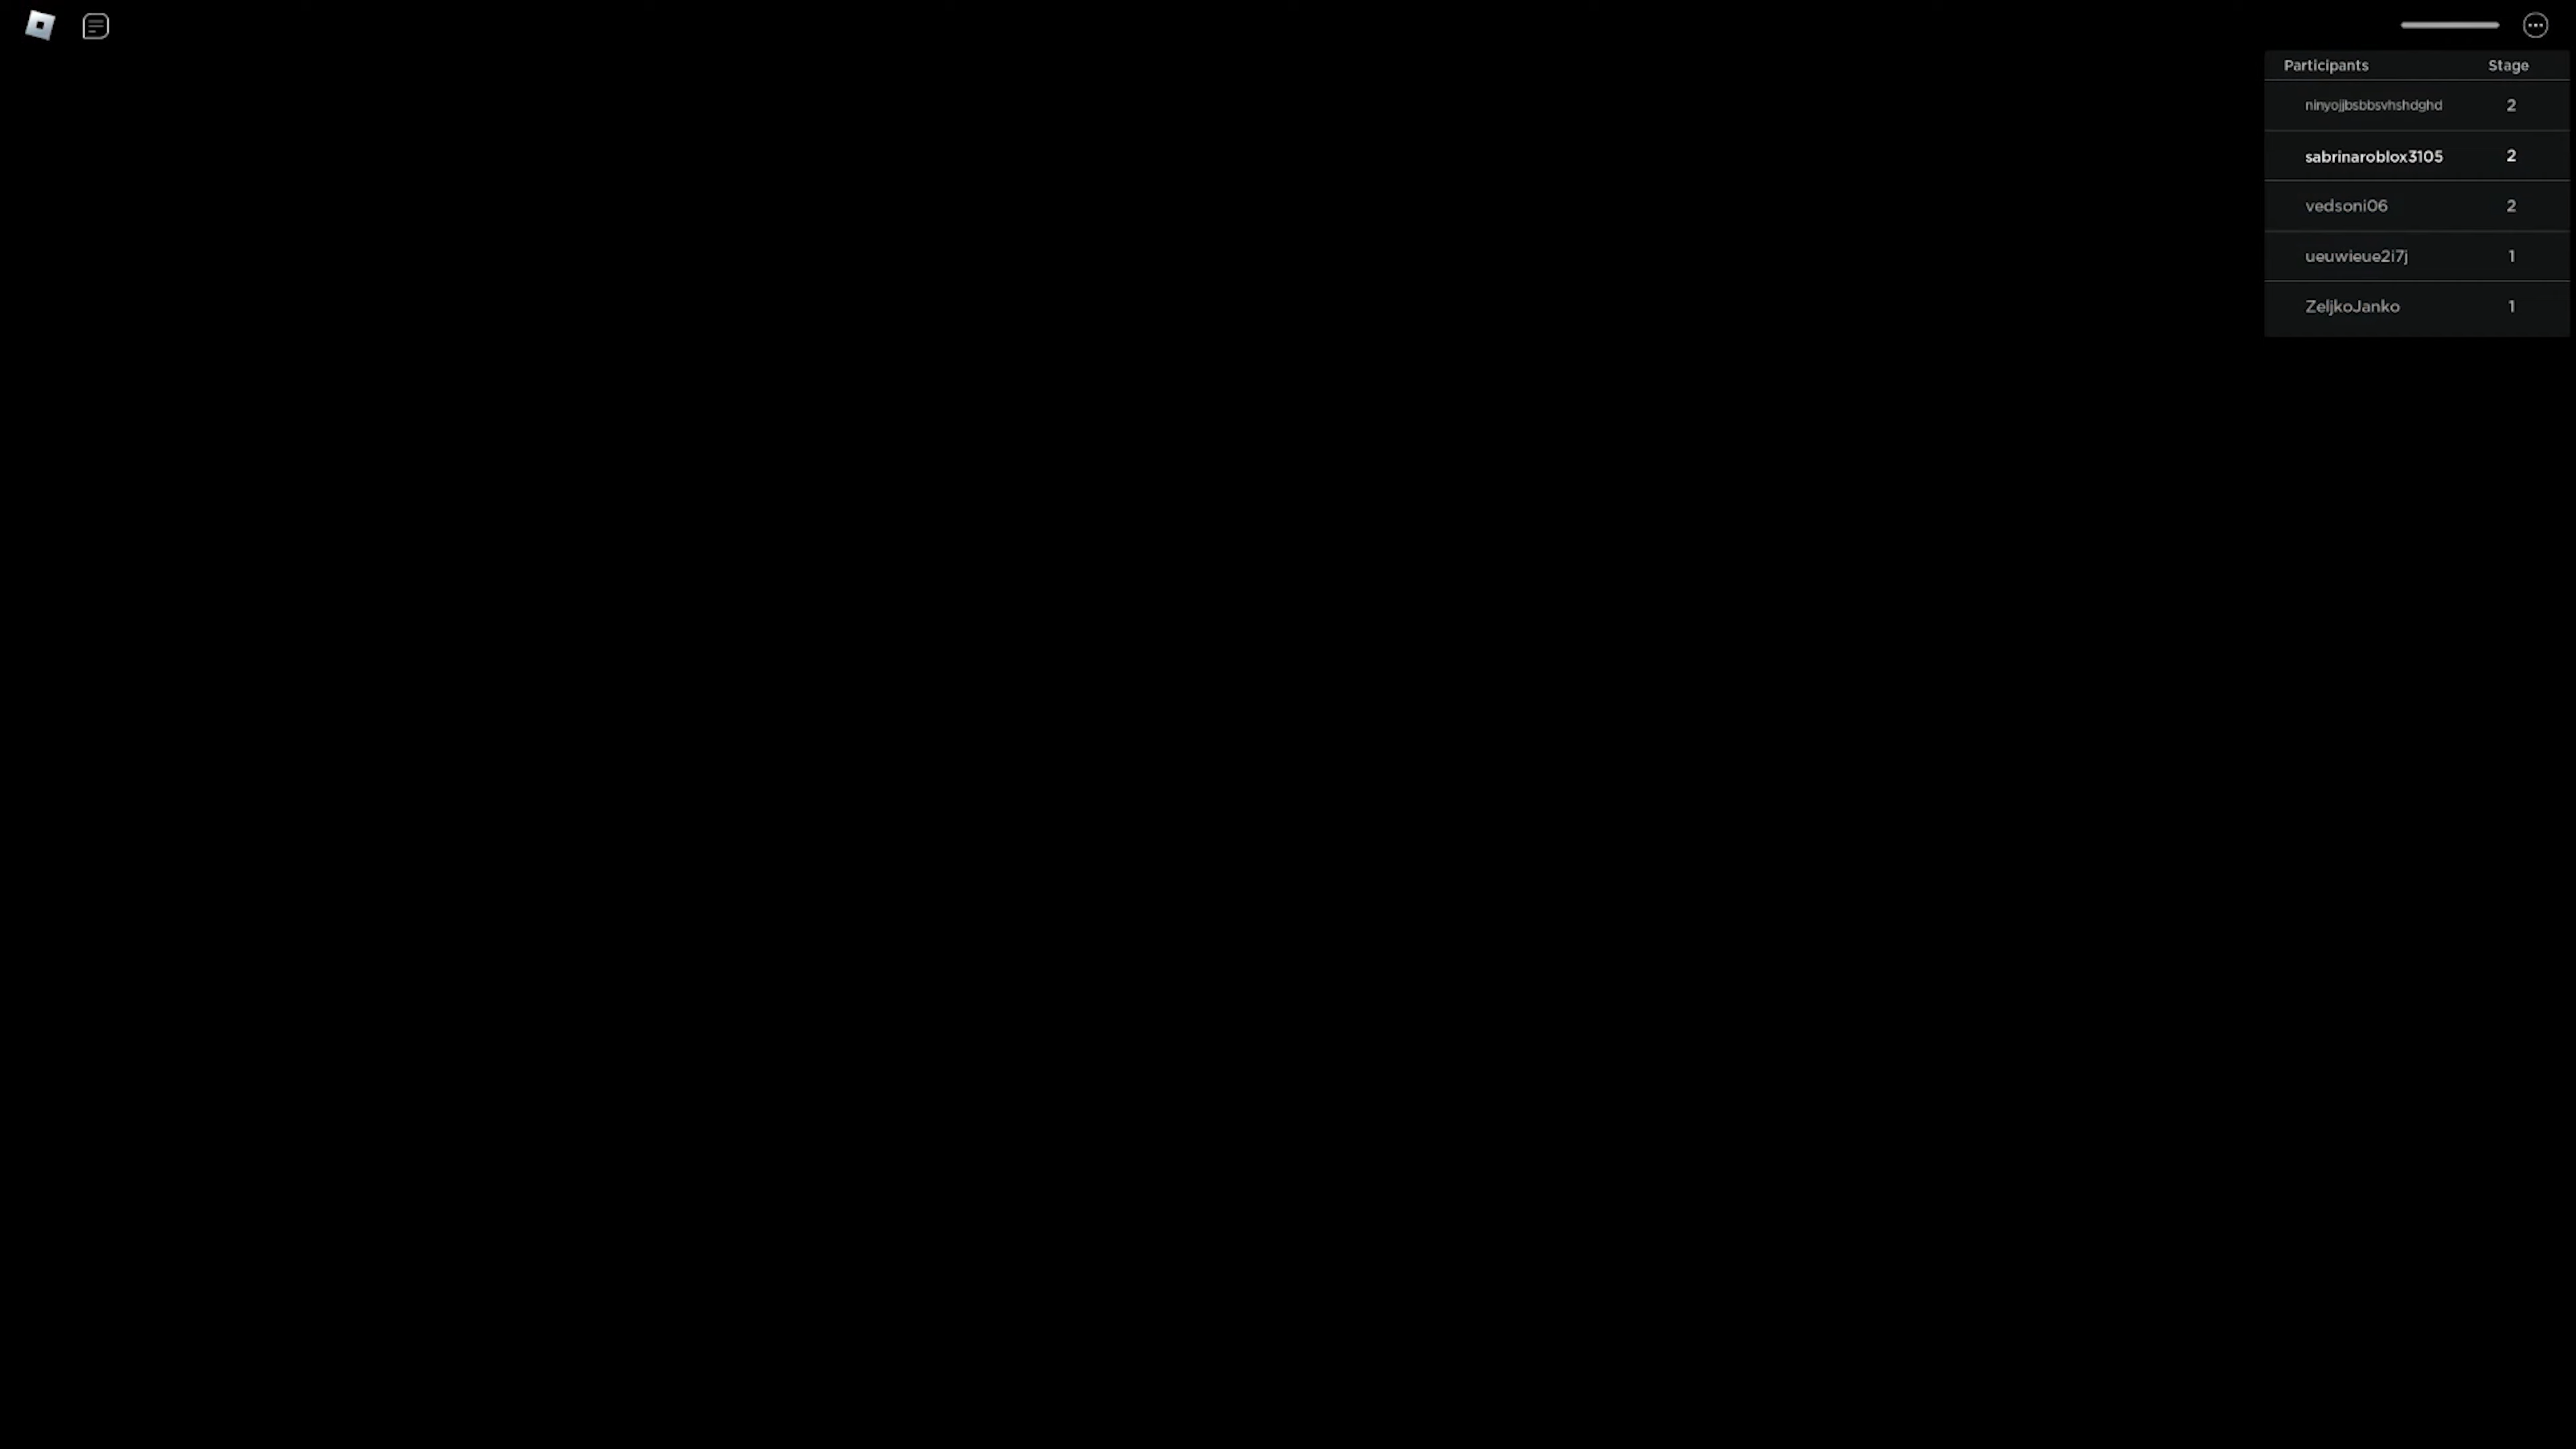 Participants Stage
ninyojjbsbbsvhshdghd 2
sabrinaroblox3105 2
vedsoni06 2
ueuwieue2i7j 1
ZeljkoJanko 1